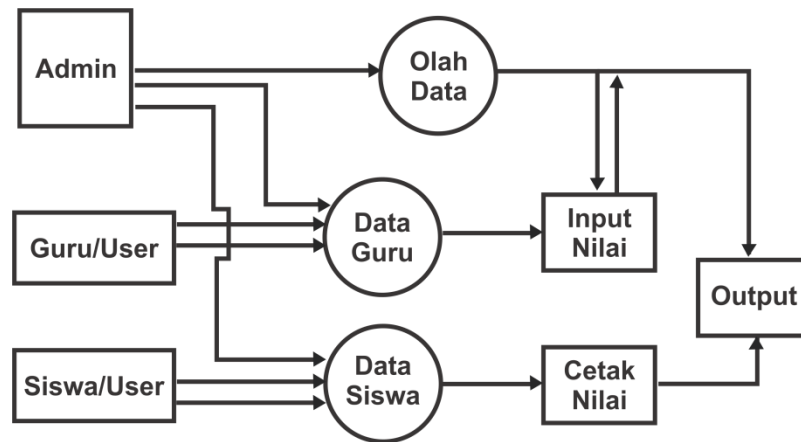 Admin
Olah
Data
Guru/User
Data
Guru
Input
Nilai
Output
Siswa/User
Data
Siswa
Cetak
Nilai